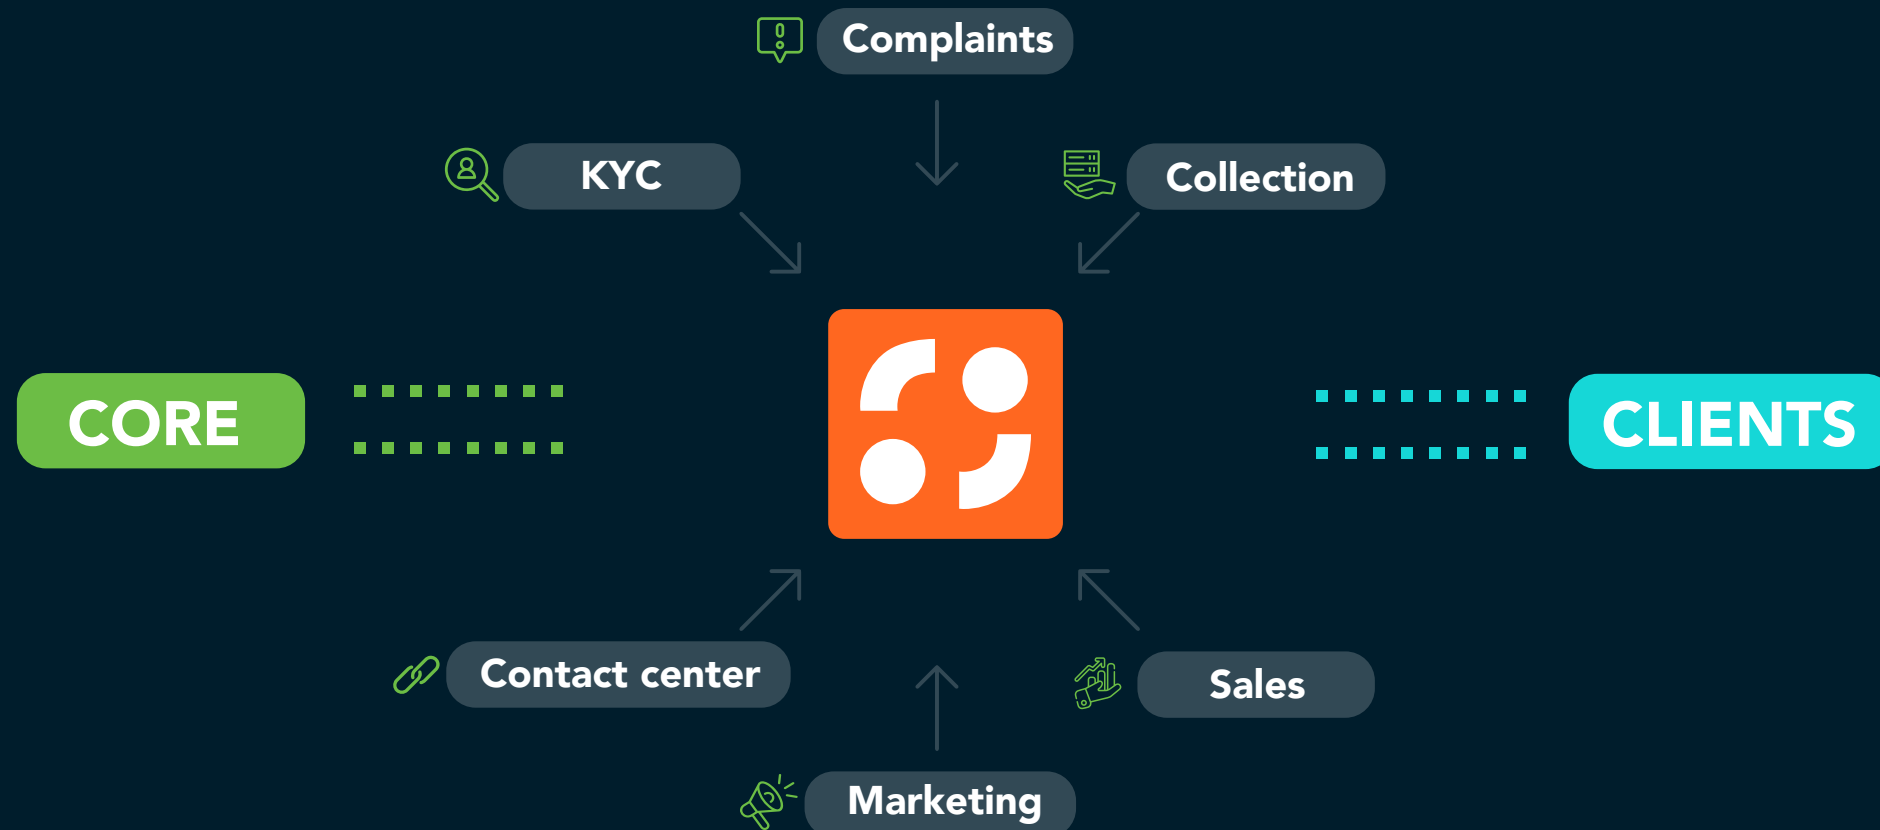 Complaints
KYC
Collection
CORE
CLIENTS
Contact center
Sales
Marketing